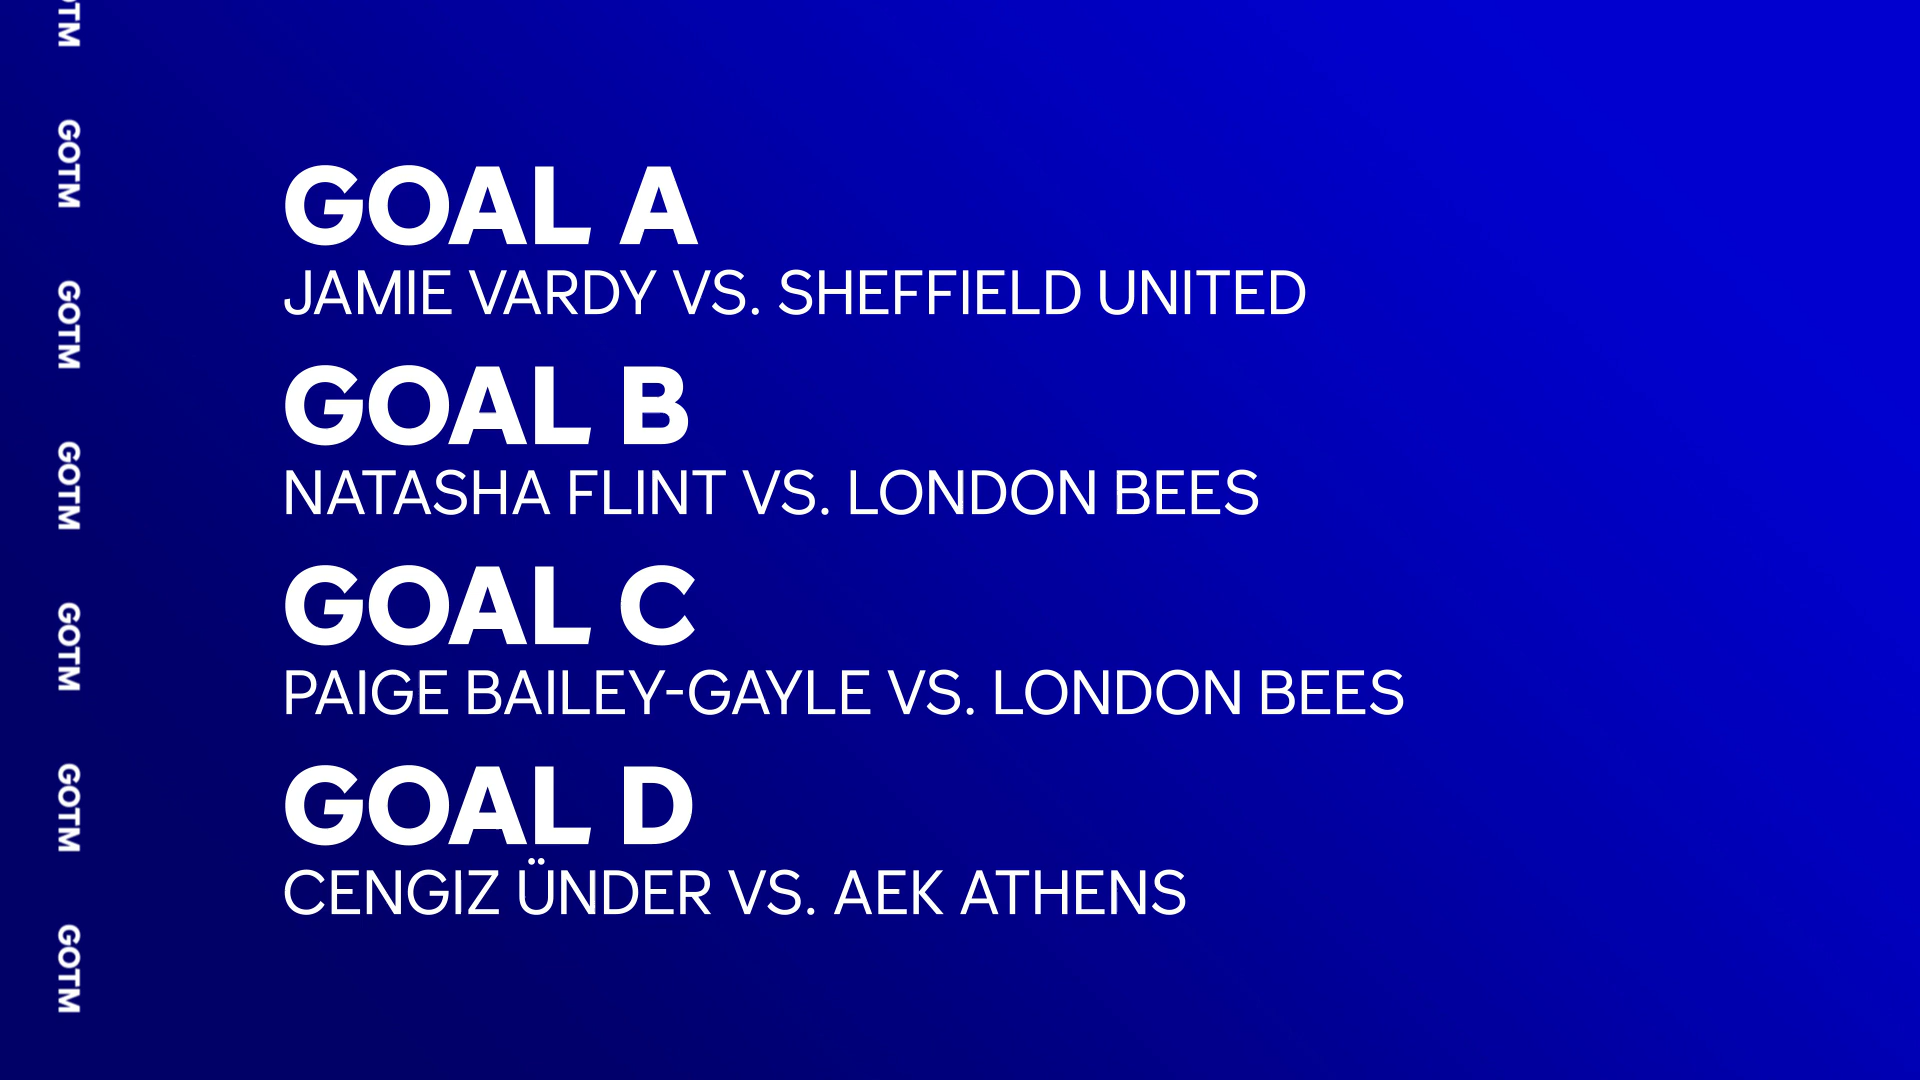 OTM
GOTM
GOTM
GOTM
GOTM
GOTM
GOTM
GOAL A
JAMIE VARDY VS. SHEFFIELD UNITED
GOAL B
NATASHA FLINT VS. LONDON BEES
GOAL C
PAIGE BAILEY-GAYLE VS. LONDON BEES
GOAL D
CENGIZ ÜNDER VS. AEK ATHENS